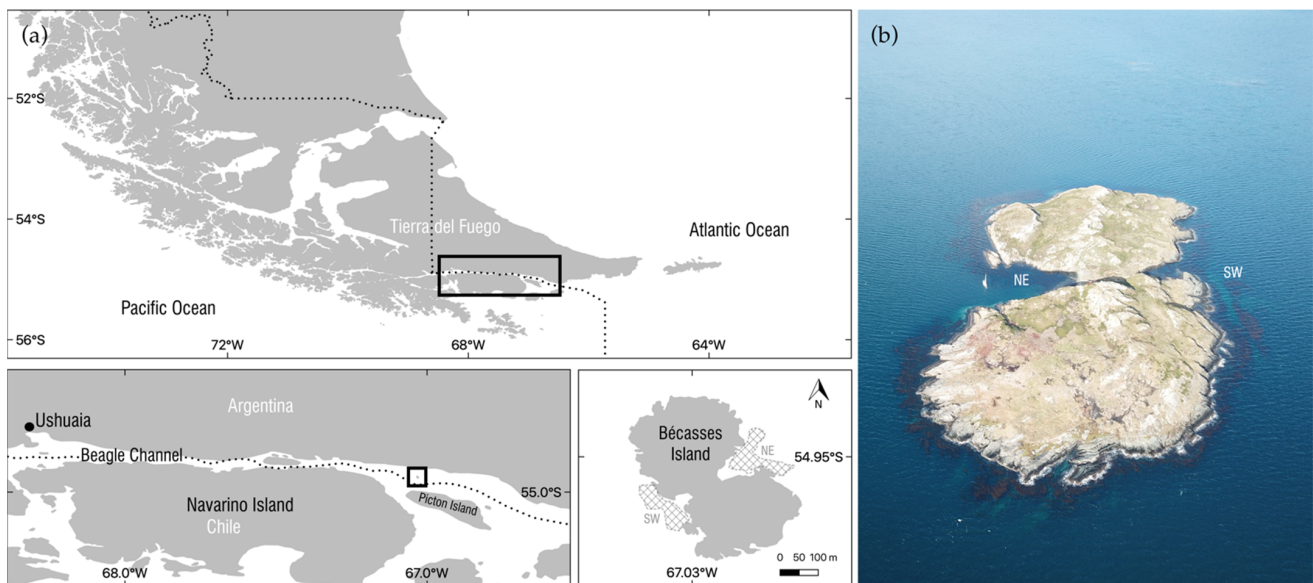 (a)
52°S
54°S
Tierra del Fuego
Atlantic Ocean
Pacific Ocean
56°S
72°W
68°W
64°W
Argentina
Ushuaia
Beagle Channel
55.0°S
Picton Island
Navarino Island
Chile
68.0°W
67.0°W
N
Bécasses
Island
NE
54.95°S
SW
0 50 100 m
67.03°W
(b)
NE
SW